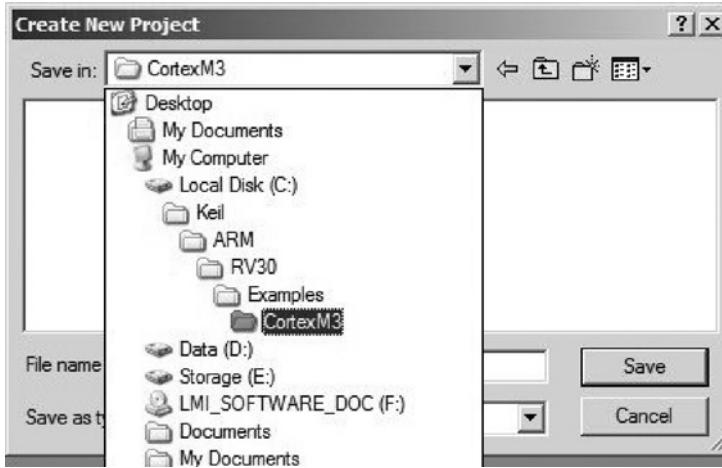 Create New Project
Save in: CortexM3
Desktop
My Documents
My Computer
Local Disk (C:)
Keil
ARM
RV30
Examples
CortexM3
Data (D:)
File name
Save
Storage (E:)
LMI_SOFTWARE_DOC (F:)
Save as ty
Cancel
Documents
My Documents